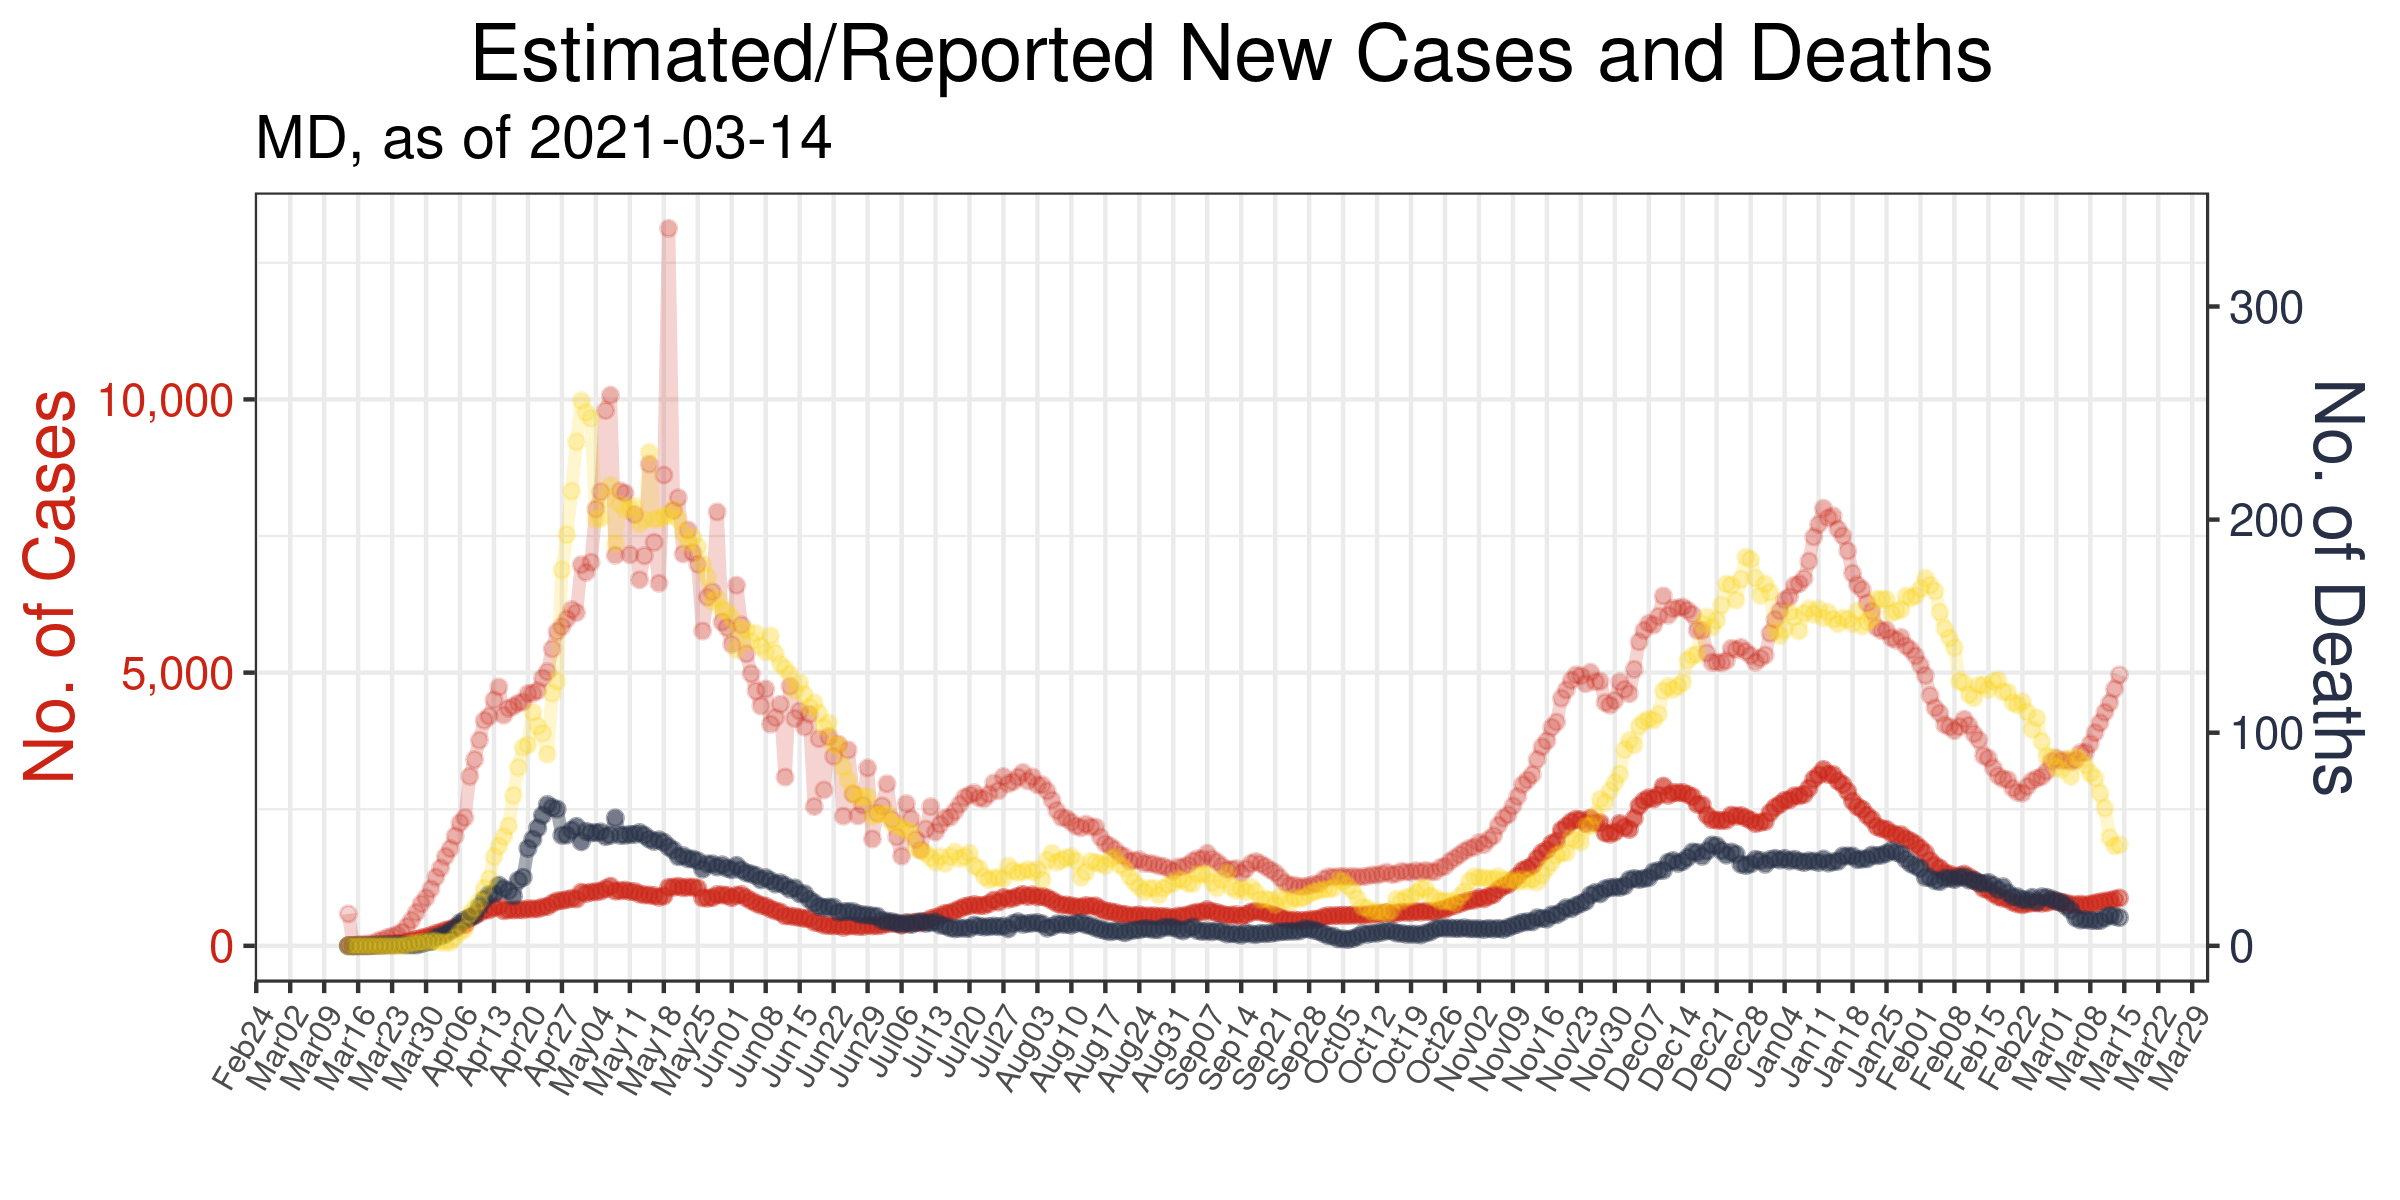 Estimated/Reported New Cases and Deaths
MD, as of 2021-03-14
No. of Cases
10,000
5,000
0
300
200
100
0
No. of Deaths
Feb24
Mar02
Mar09
Mar16
Mar23
Mar30
Apr06
Apr13
Apr20
Apr27
May04
May11
May18
May25
Jun01
Jun08
Jun15
Jun22
Jun29
Jul06
Jul13
Jul20
Jul27
Aug03
Aug10
Aug17
Aug24
Aug31
Sep07
Sep14
Sep21
Sep28
Oct05
Oct12
Oct19
Oct26
Nov02
Nov09
Nov16
Nov23
Nov30
Dec07
Dec14
Dec21
Dec28
Jan04
Jan11
Jan18
Jan25
Feb01
Feb08
Feb15
Feb22
Mar01
Mar08
Mar15
Mar22
Mar29